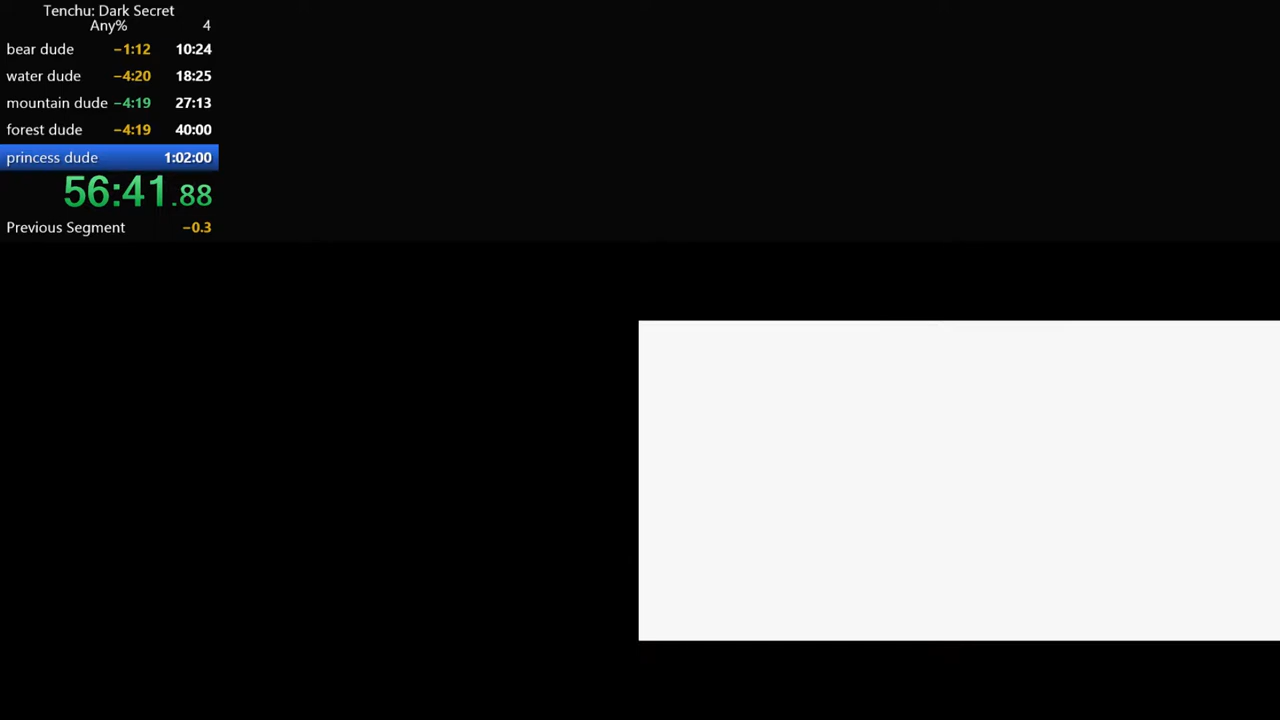 Tenchu: Dark Secret
Any% 4
bear dude −1:12 10:24
water dude −4:20 18:25
mountain dude −4:19 27:13
forest dude −4:19 40:00
princess dude 1:02:00
56:41.88
Previous Segment −0.3